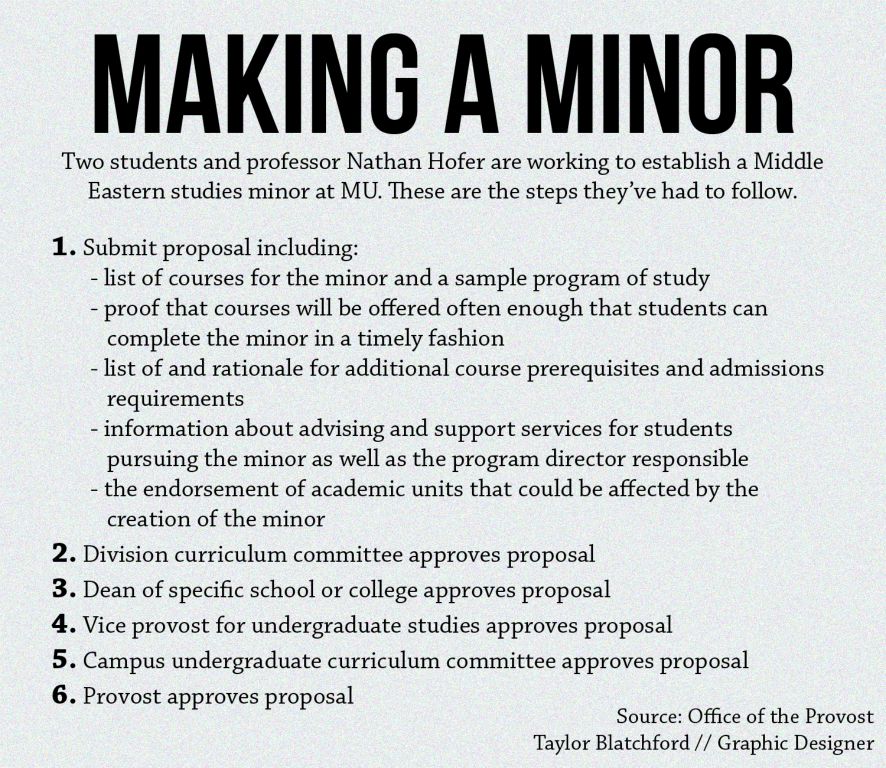 MAKING A MINOR
Two students and professor Nathan Hofer are working to establish a Middle
Eastern studies minor at MU. These are the steps they've had to follow.
1. Submit proposal including:
- list of courses for the minor and a sample program of study
- proof that courses will be offered often enough that students can
complete the minor in a timely fashion
- list of and rationale for additional course prerequisites and admissions
requirements
- information about advising and support services for students
pursuing the minor as well as the program director responsible
- the endorsement of academic units that could be affected by the
creation of the minor
2. Division curriculum committee approves proposal
3. Dean of specific school or college approves proposal
4. Vice provost for undergraduate studies approves proposal
5. Campus undergraduate curriculum committee approves proposal
6. Provost approves proposal
Source: Office of the Provost
Taylor Blatchford // Graphic Designer